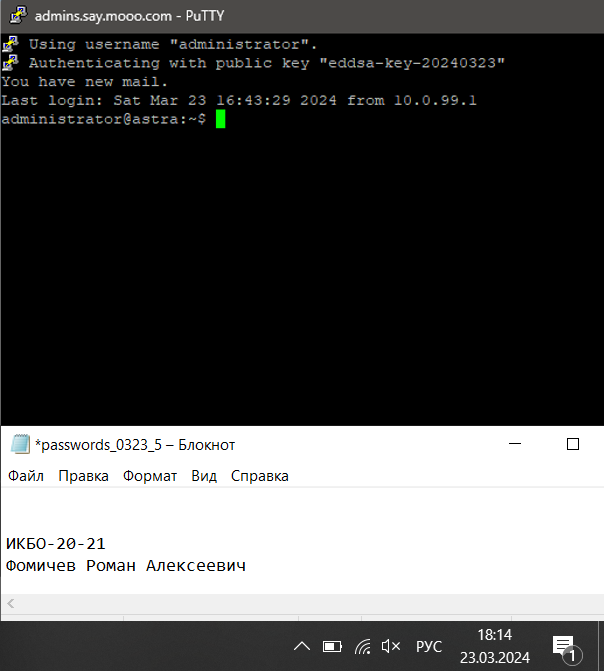 admins.say.mooo.com - PuTTY
Using username "administrator".
Authenticating with public key "eddsa-key-20240323"
You have new mail.
Last login: Sat Mar 23 16:43:29 2024 from 10.0.99.1
administrator@astra:~$
*passwords_0323_5 – Блокнот
Файл Правка Формат Вид Справка
ИКБО-20-21
Фомичев Роман Алексеевич
РУС
18:14
23.03.2024
1